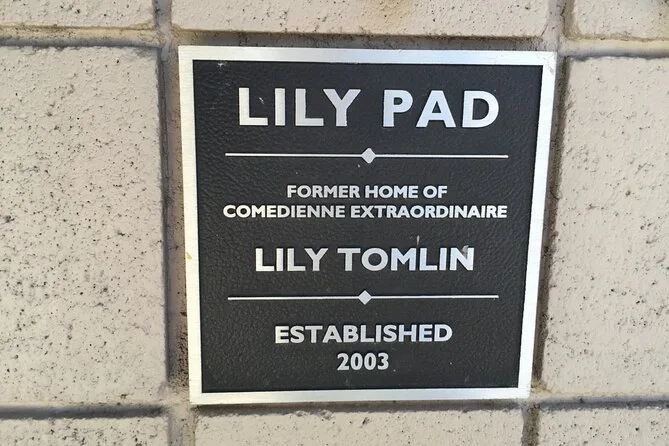 LILY PAD
FORMER HOME OF
COMEDIENNE EXTRAORDINAIRE
LILY TOMLIN
ESTABLISHED
2003